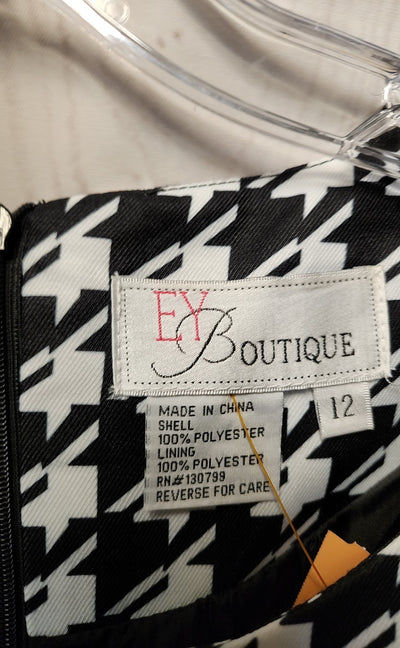 EY BOUTIQUE
12
MADE IN CHINA
SHELL
100% POLYESTER
LINING
100% POLYESTER
RN#130799
REVERSE FOR CARE